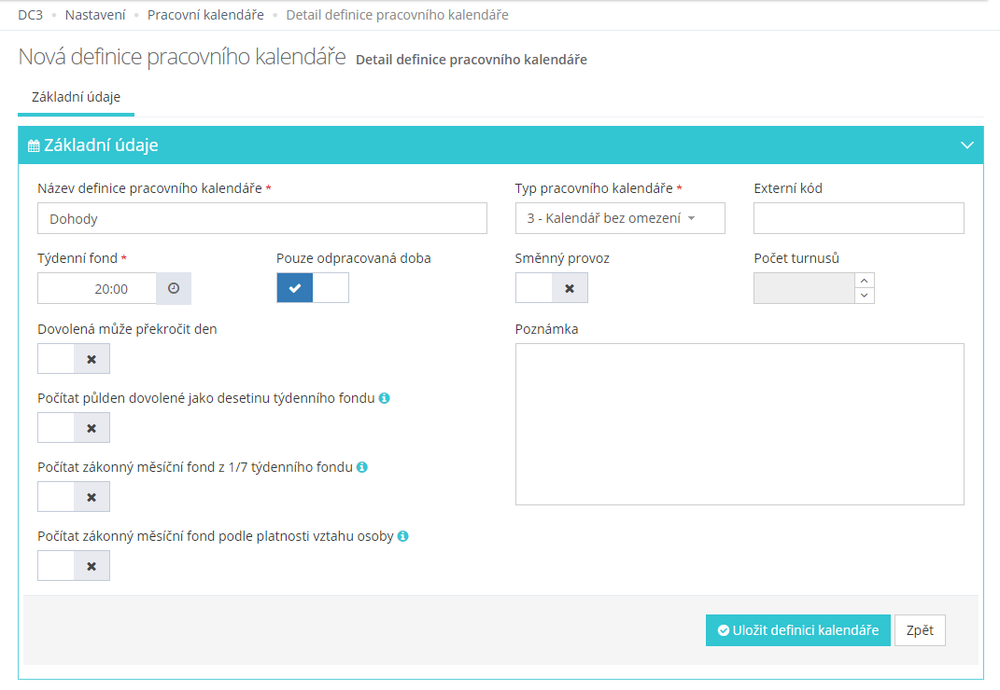 DC3 • Nastavení • Pracovní kalendáře • Detail definice pracovního kalendáře
Nová definice pracovního kalendáře Detail definice pracovního kalendáře
Základní údaje
Základní údaje
Název definice pracovního kalendáře * Typ pracovního kalendáře * Externí kód
Dohody 3 - Kalendář bez omezení
Týdenní fond * Pouze odpracovaná doba Směnný provoz Počet turnusů
20:00
Dovolená může překročit den Poznámka
Počítat půlden dovolené jako desetinu týdenního fondu
Počítat zákonný měsíční fond z 1/7 týdenního fondu
Počítat zákonný měsíční fond podle platnosti vztahu osoby
Uložit definici kalendáře Zpět